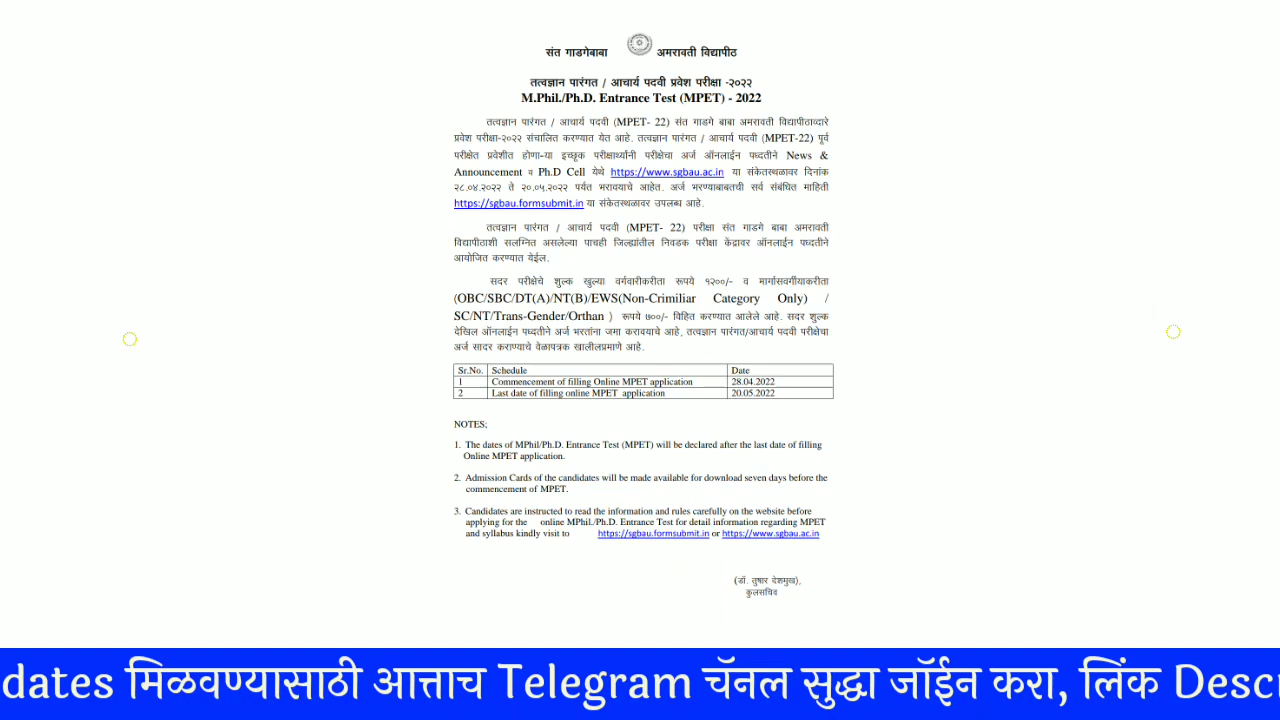 संत गाडगेबाबा अमरावती विद्यापीठ
तत्वज्ञान पारंगत / आचार्य पदवी प्रवेश परीक्षा -२०२२
M.Phil./Ph.D. Entrance Test (MPET) - 2022
तत्वज्ञान पारंगत / आचार्य पदवी (MPET- 22) संत गाडगे बाबा अमरावती विद्यापीठाव्दारे
प्रवेश परीक्षा-२०२२ संचालित करण्यात येत आहे. तत्वज्ञान पारंगत / आचार्य पदवी (MPET-22) पूर्व
परीक्षेत प्रवेशीत होणा-या इच्छूक परीक्षार्थ्यांनी परीक्षेचा अर्ज ऑनलाईन पध्दतीने News &
Announcement व Ph.D Cell येथे https://www.sgbau.ac.in या संकेतस्थळावर दिनांक
२८.०४.२०२२ ते २०.०५.२०२२ पर्यत भरावयाचे आहेत. अर्ज भरण्याबाबतची सर्व संबंधित माहिती
https://sgbau.formsubmit.in या संकेतस्थळावर उपलब्ध आहे.
तत्वज्ञान पारंगत / आचार्य पदवी (MPET- 22) परीक्षा संत गाडगे बाबा अमरावती
विद्यापीठाशी सलग्नित असलेल्या पाचही जिल्ह्यांतील निवडक परीक्षा केंद्रावर ऑनलाईन पध्दतीने
आयोजित करण्यात येईल.
सदर परीक्षेचे शुल्क खुल्या वर्गवारीकरीता रूपये १२००/- व मार्गासवर्गीयाकरीता
(OBC/SBC/DT(A)/NT(B)/EWS(Non-Crimiliar Category Only) /
SC/NT/Trans-Gender/Orthan ) रूपये ७००/- विहित करण्यात आलेले आहे. सदर शुल्क
देखिल ऑनलाईन पध्दतीने अर्ज भरतांना जमा करावयाचे आहे, तत्वज्ञान पारंगत/आचार्य पदवी परीक्षेचा
अर्ज सादर कराण्याचे वेळापत्रक खालीलप्रमाणे आहे.
Sr.No. Schedule Date
1 Commencement of filling Online MPET application 28.04.2022
2 Last date of filling online MPET application 20.05.2022
NOTES;
1. The dates of MPhil/Ph.D. Entrance Test (MPET) will be declared after the last date of filling
Online MPET application.
2. Admission Cards of the candidates will be made available for download seven days before the
commencement of MPET.
3. Candidates are instructed to read the information and rules carefully on the website before
applying for the online MPhil./Ph.D. Entrance Test for detail information regarding MPET
and syllabus kindly visit to https://sgbau.formsubmit.in or https://www.sgbau.ac.in
(डॉ. तुषार देशमुख),
कुलसचिव
dates मिळवण्यासाठी आत्ताच Telegram चॅनल सुद्धा जॉईन करा, लिंक Descr